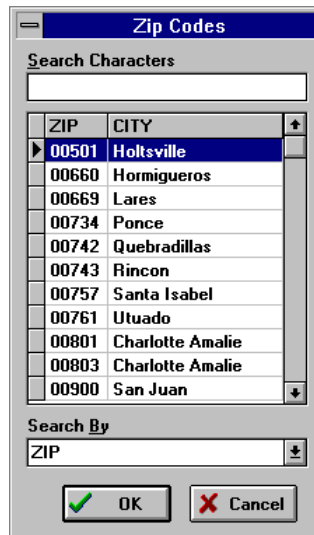 Zip Codes
Search Characters
ZIP CITY
00501 Holtsville
00660 Hormigueros
00669 Lares
00734 Ponce
00742 Quebradillas
00743 Rincon
00757 Santa Isabel
00761 Utuado
00801 Charlotte Amalie
00803 Charlotte Amalie
00900 San Juan
Search By
ZIP
OK Cancel